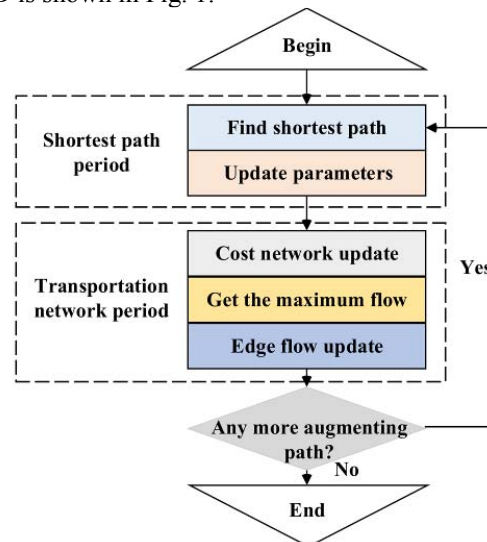 is shown in Fig. 1.
Begin
Shortest path
period
Find shortest path
Update parameters
Transportation
network period
Cost network update
Get the maximum flow
Edge flow update
Yes
Any more augmenting
path?
No
End